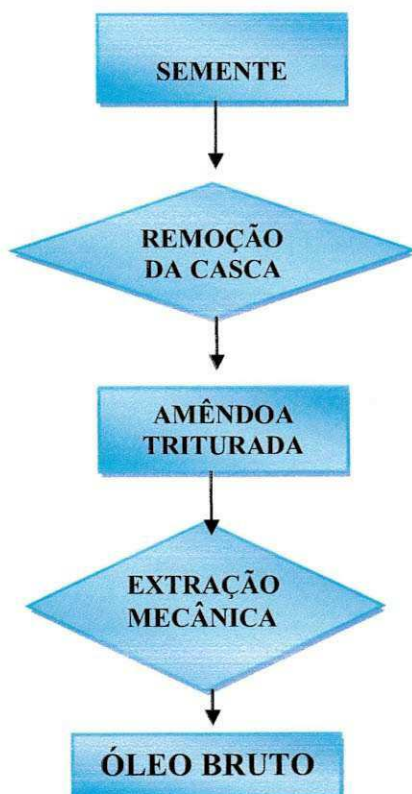 SEMENTE
REMOÇÃO
DA CASCA
AMÊNDOA
TRITURADA
EXTRAÇÃO
MECÂNICA
ÓLEO BRUTO